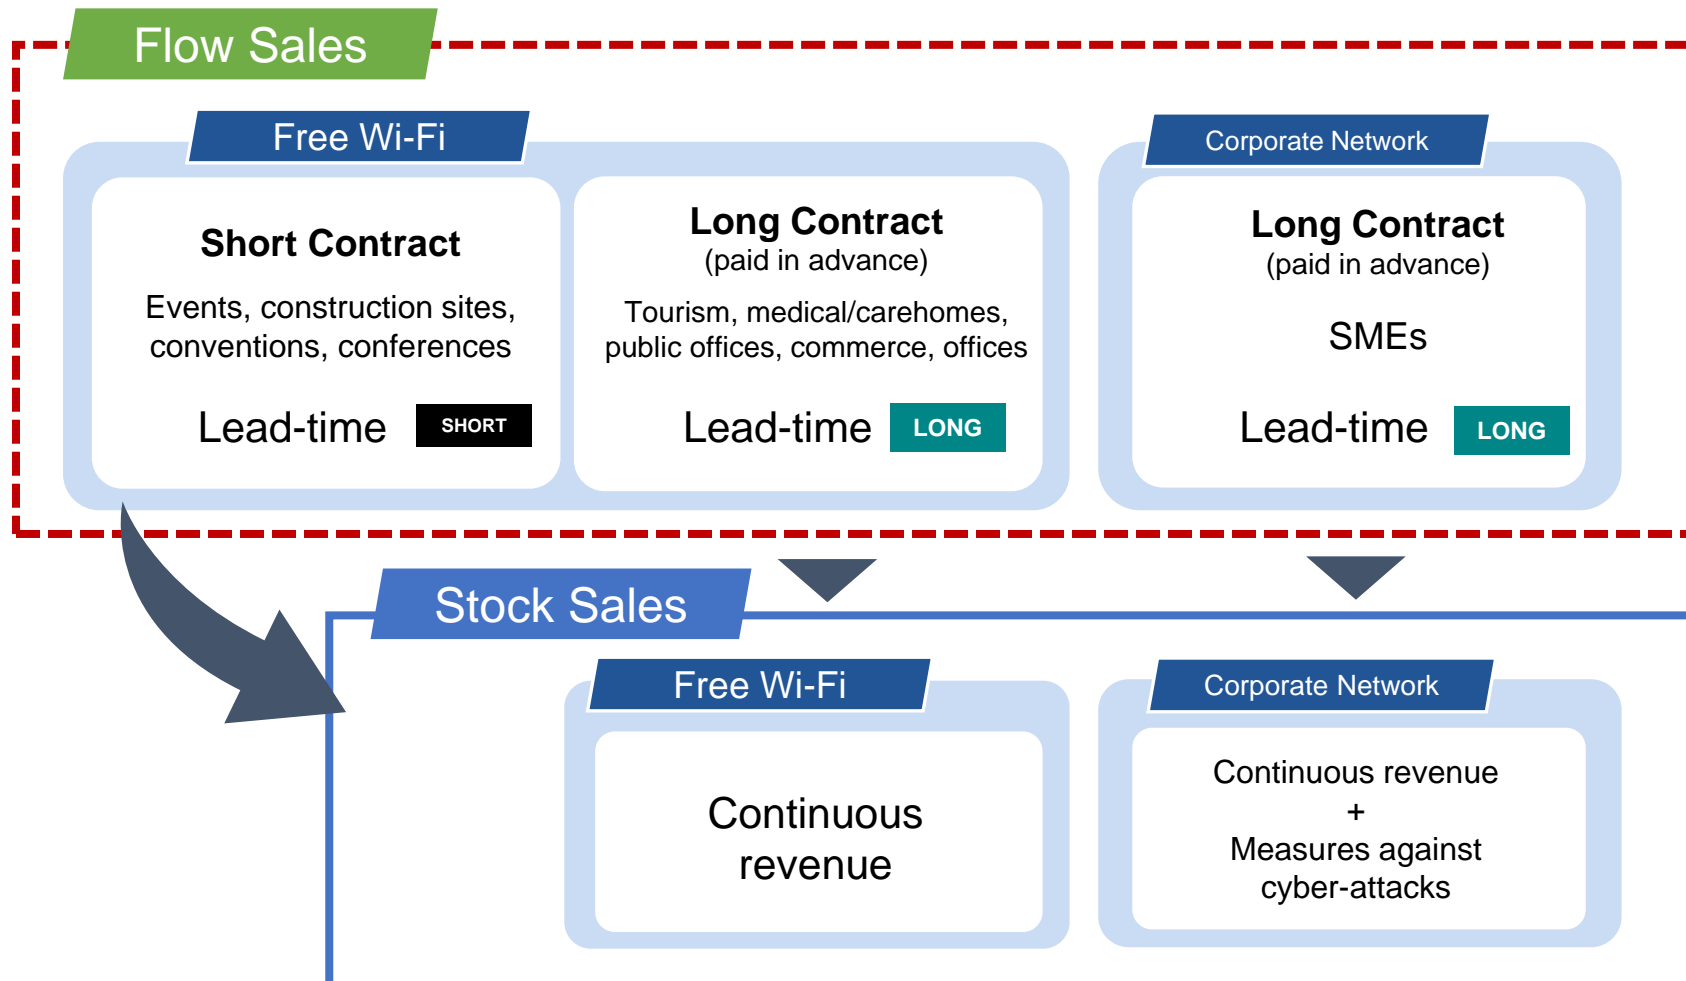 Flow Sales
Free Wi-Fi
Short Contract
Events, construction sites,
conventions, conferences
Lead-time SHORT
Long Contract
(paid in advance)
Tourism, medical/carehomes,
public offices, commerce, offices
Lead-time LONG
Corporate Network
Long Contract
(paid in advance)
SMEs
Lead-time LONG
Stock Sales
Free Wi-Fi
Continuous
revenue
Corporate Network
Continuous revenue
+
Measures against
cyber-attacks